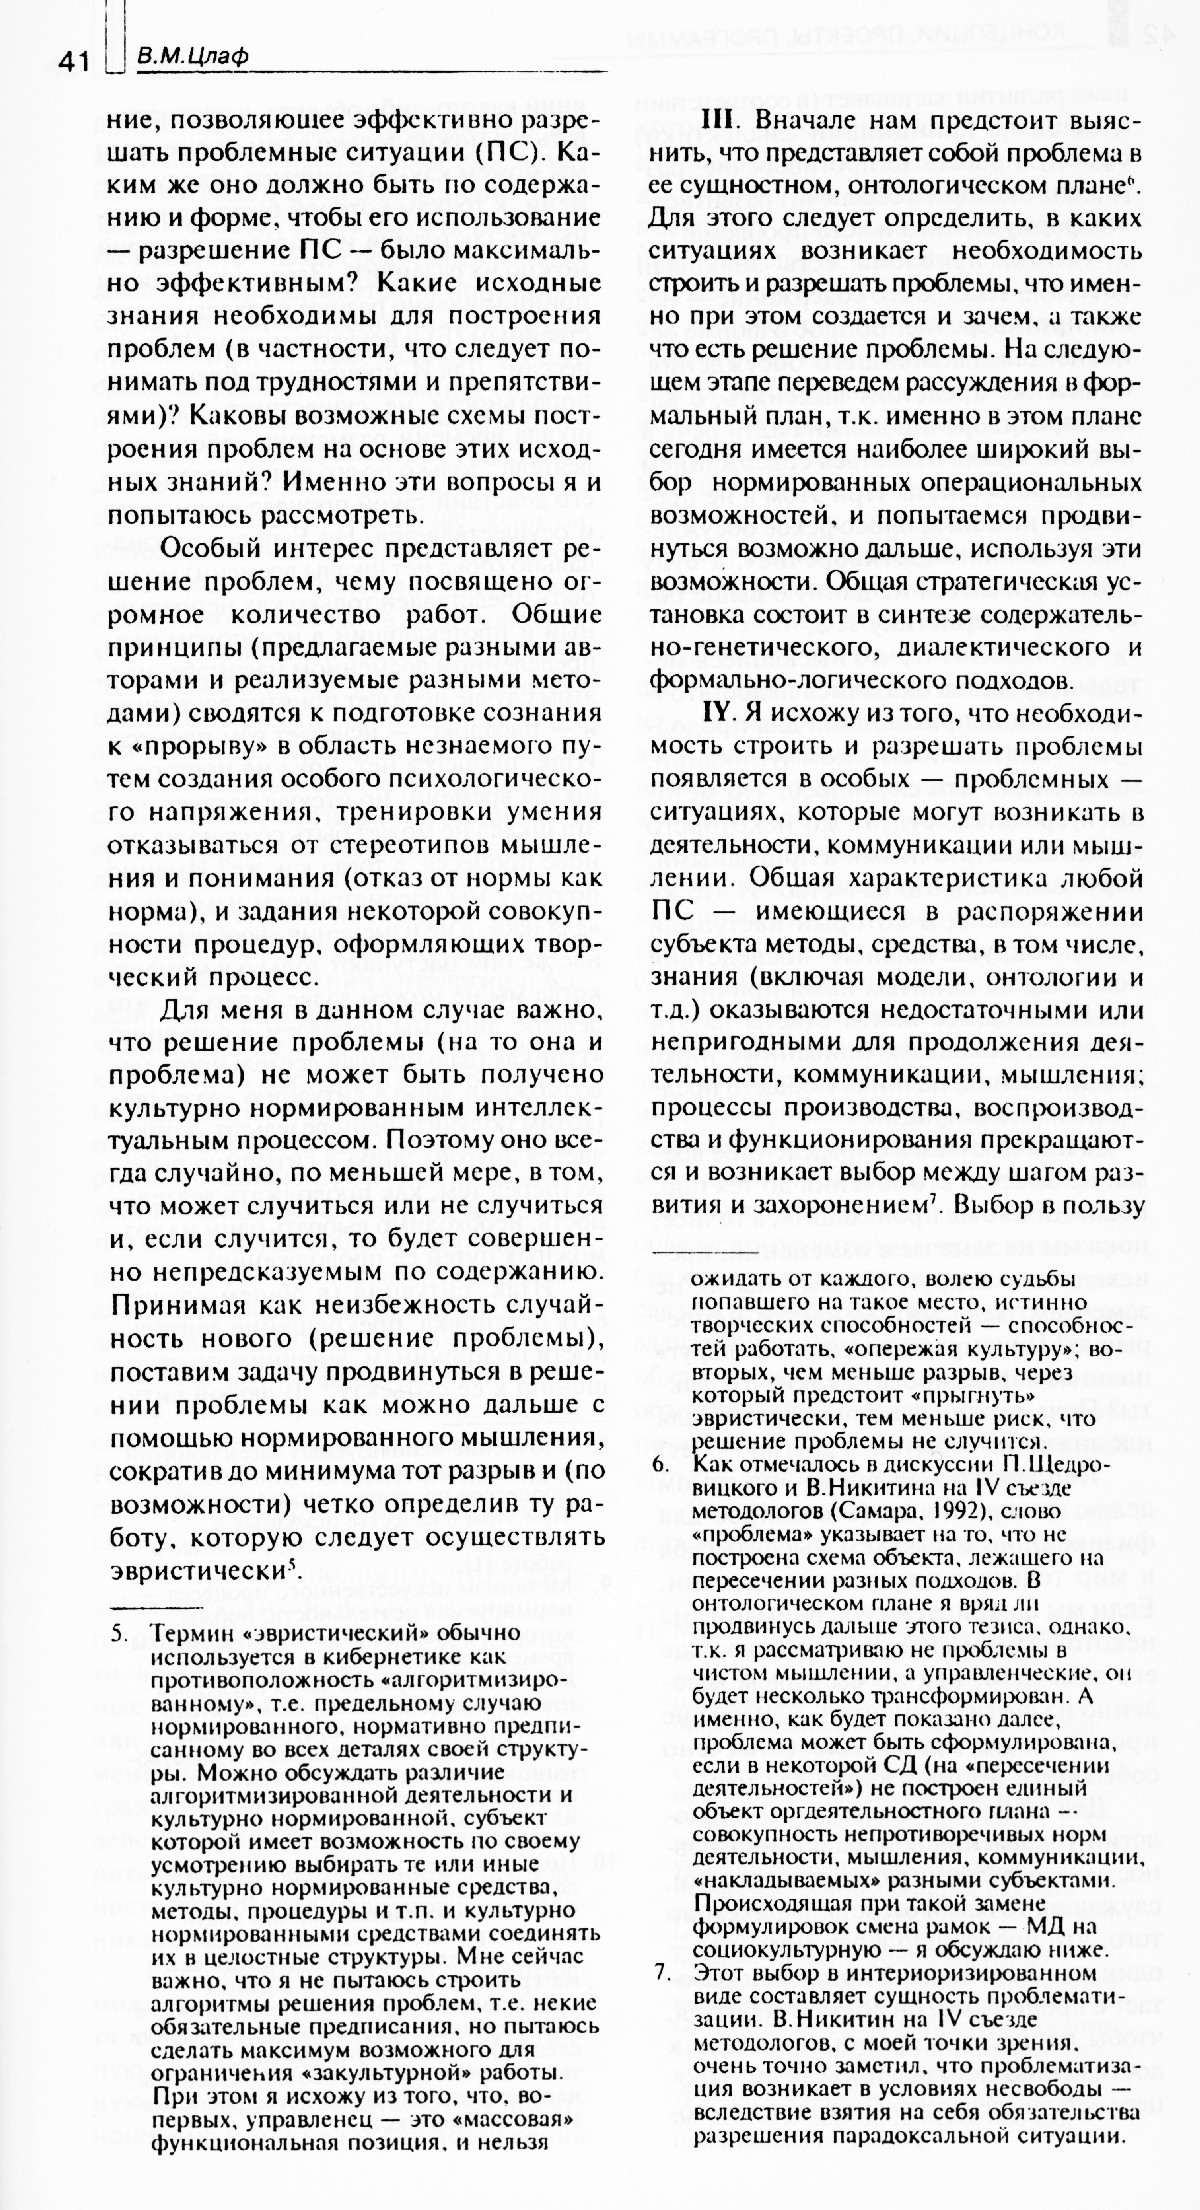 41
В.М.Цлаф
ние, позволяющее эффективно разре-
шать проблемные ситуации (ПС). Ка-
ким же оно должно быть по содержа-
нию и форме, чтобы его использование
— разрешение ПС — было максималь-
но эффективным? Какие исходные
знания необходимы для построения
проблем (в частности, что следует по-
нимать под трудностями и препятстви-
ями)? Каковы возможные схемы пост-
роения проблем на основе этих исход-
ных знаний? Именно эти вопросы я и
попытаюсь рассмотреть.
Особый интерес представляет ре-
шение проблем, чему посвящено ог-
ромное количество работ. Общие
принципы (предлагаемые разными ав-
торами и реализуемые разными мето-
дами) сводятся к подготовке сознания
к «прорыву» в область незнаемого пу-
тем создания особого психологическо-
го напряжения, тренировки умения
отказываться от стереотипов мышле-
ния и понимания (отказ от нормы как
норма), и задания некоторой совокуп-
ности процедур, оформляющих твор-
ческий процесс.
Для меня в данном случае важно,
что решение проблемы (на то она и
проблема) не может быть получено
культурно нормированным интеллек-
туальным процессом. Поэтому оно все-
гда случайно, по меньшей мере, в том,
что может случиться или не случиться
и, если случится, то будет совершен-
но непредсказуемым по содержанию.
Принимая как неизбежность случай-
ность нового (решение проблемы),
поставим задачу продвинуться в реше-
нии проблемы как можно дальше с
помощью нормированного мышления,
сократив до минимума тот разрыв и (по
возможности) четко определив ту ра-
боту, которую следует осуществлять
эвристически⁵.
5. Термин «эвристический» обычно
используется в кибернетике как
противоположность «алгоритмизиро-
ванному», т.е. предельному случаю
нормированного, нормативно предпи-
санному во всех деталях своей структу-
ры. Можно обсуждать различие
алгоритмизированной деятельности и
культурно нормированной, субъект
которой имеет возможность по своему
усмотрению выбирать те или иные
культурно нормированные средства,
методы, процедуры и т.п. и культурно
нормированными средствами соединять
их в целостные структуры. Мне сейчас
важно, что я не пытаюсь строить
алгоритмы решения проблем, т.е. некие
обязательные предписания, но пытаюсь
сделать максимум возможного для
ограничения «закультурной» работы.
При этом я исхожу из того, что, во-
первых, управленец — это «массовая»
функциональная позиция, и нельзя
III. Вначале нам предстоит выяс-
нить, что представляет собой проблема в
ее сущностном, онтологическом плане⁶.
Для этого следует определить, в каких
ситуациях возникает необходимость
строить и разрешать проблемы, что имен-
но при этом создается и зачем, а также
что есть решение проблемы. На следую-
щем этапе переведем рассуждения в фор-
мальный план, т.к. именно в этом плане
сегодня имеется наиболее широкий вы-
бор нормированных операциональных
возможностей, и попытаемся продви-
нуться возможно дальше, используя эти
возможности. Общая стратегическая ус-
тановка состоит в синтезе содержатель-
но-генетического, диалектического и
формально-логического подходов.
IY. Я исхожу из того, что необходи-
мость строить и разрешать проблемы
появляется в особых — проблемных —
ситуациях, которые могут возникать в
деятельности, коммуникации или мыш-
лении. Общая характеристика любой
ПС — имеющиеся в распоряжении
субъекта методы, средства, в том числе,
знания (включая модели, онтологии и
т.д.) оказываются недостаточными или
непригодными для продолжения дея-
тельности, коммуникации, мышления;
процессы производства, воспроизвод-
ства и функционирования прекращают-
ся и возникает выбор между шагом раз-
вития и захоронением⁷. Выбор в пользу
ожидать от каждого, волею судьбы
попавшего на такое место, истинно
творческих способностей — способнос-
тей работать, «опережая культуру»; во-
вторых, чем меньше разрыв, через
который предстоит «прыгнуть»
эвристически, тем меньше риск, что
решение проблемы не случится.
6. Как отмечалось в дискуссии П.Щедро-
вицкого и В.Никитина на IV съезде
методологов (Самара, 1992), слово
«проблема» указывает на то, что не
построена схема объекта, лежащего на
пересечении разных подходов. В
онтологическом плане я вряд ли
продвинусь дальше этого тезиса, однако,
т.к. я рассматриваю не проблемы в
чистом мышлении, а управленческие, он
будет несколько трансформирован. А
именно, как будет показано далее,
проблема может быть сформулирована,
если в некоторой СД (на «пересечении
деятельностей») не построен единый
объект оргдеятельностного плана —
совокупность непротиворечивых норм
деятельности, мышления, коммуникации,
«накладываемых» разными субъектами.
Происходящая при такой замене
формулировок смена рамок — МД на
социокультурную — я обсуждаю ниже.
7. Этот выбор в интериоризированном
виде составляет сущность проблемати-
зации. В.Никитин на IV съезде
методологов, с моей точки зрения,
очень точно заметил, что проблематиза-
ция возникает в условиях несвободы —
вследствие взятия на себя обязательства
разрешения парадоксальной ситуации.